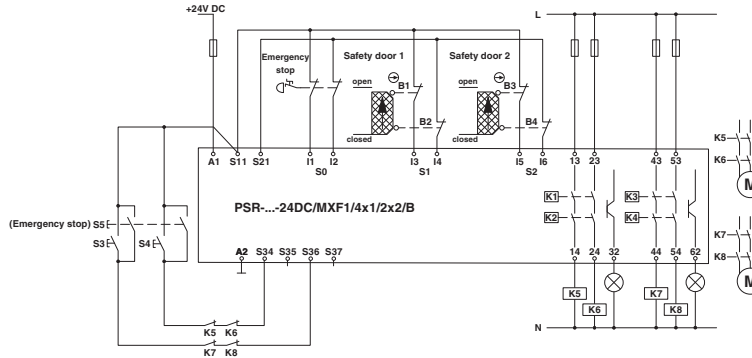 +24V DC
L
Emergency stop
Safety door 1
Safety door 2
open
open
B1
B3
B2
B4
closed
closed
A1 S11 S21 I1 I2 I3 I4 I5 I6 13 23 43 53
S0 S1 S2
K5
K6
M
PSR-...-24DC/MXF1/4x1/2x2/B
K1 K3
K2 K4
(Emergency stop) S5
S3 S4
A2 S34 S35 S36 S37 14 24 32 44 54 62
K7
K8
M
K5 K7
K6 K8
N
K5 K6
K7 K8